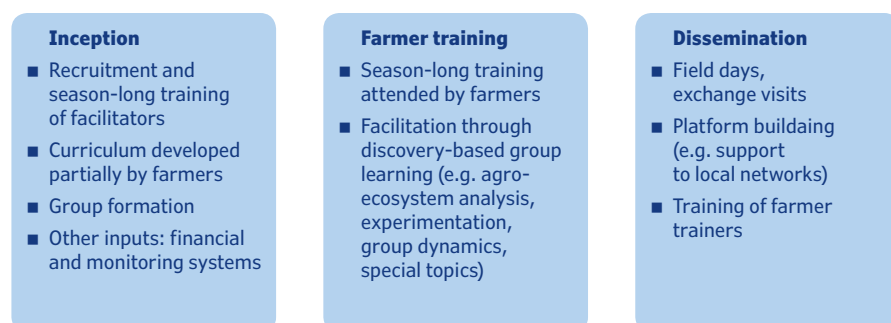 Inception
■ Recruitment and
season-long training
of facilitators
■ Curriculum developed
partially by farmers
■ Group formation
■ Other inputs: financial
and monitoring systems
Farmer training
■ Season-long training
attended by farmers
■ Facilitation through
discovery-based group
learning (e.g. agro-
ecosystem analysis,
experimentation,
group dynamics,
special topics)
Dissemination
■ Field days,
exchange visits
■ Platform buildaing
(e.g. support
to local networks)
■ Training of farmer
trainers